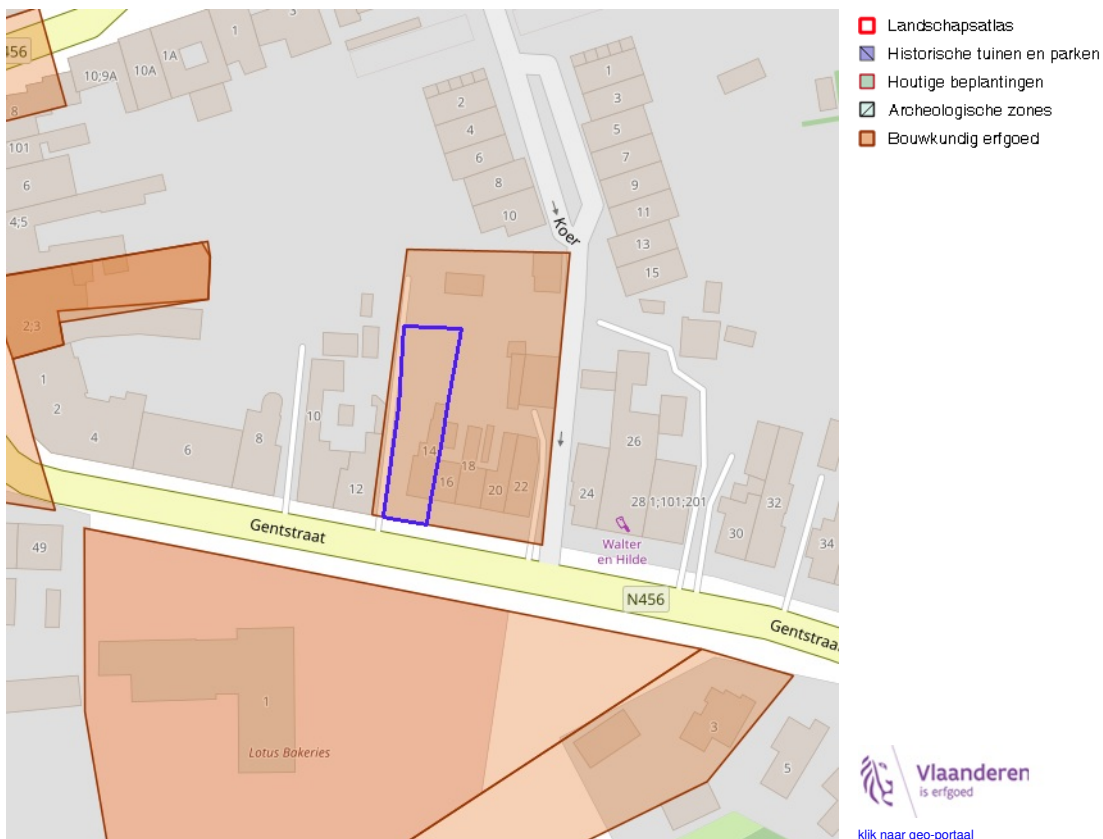 Landschapsatlas
Historische tuinen en parken
Houtige beplantingen
Archeologische zones
Bouwkundig erfgoed
456
10;9A
10A
1A
1
3
8
101
6
4;5
2
4
6
8
10
1
3
5
7
9
11
13
15
Koer
2;3
1
2
4
6
8
10
12
14
16
18
20
22
24
26
28 1;101;201
30
32
34
Walter
en Hilde
Gentstraat
N456
Gentstraa
49
1
Lotus Bakeries
3
5
Vlaanderen
is erfgoed
klik naar geo-portaal